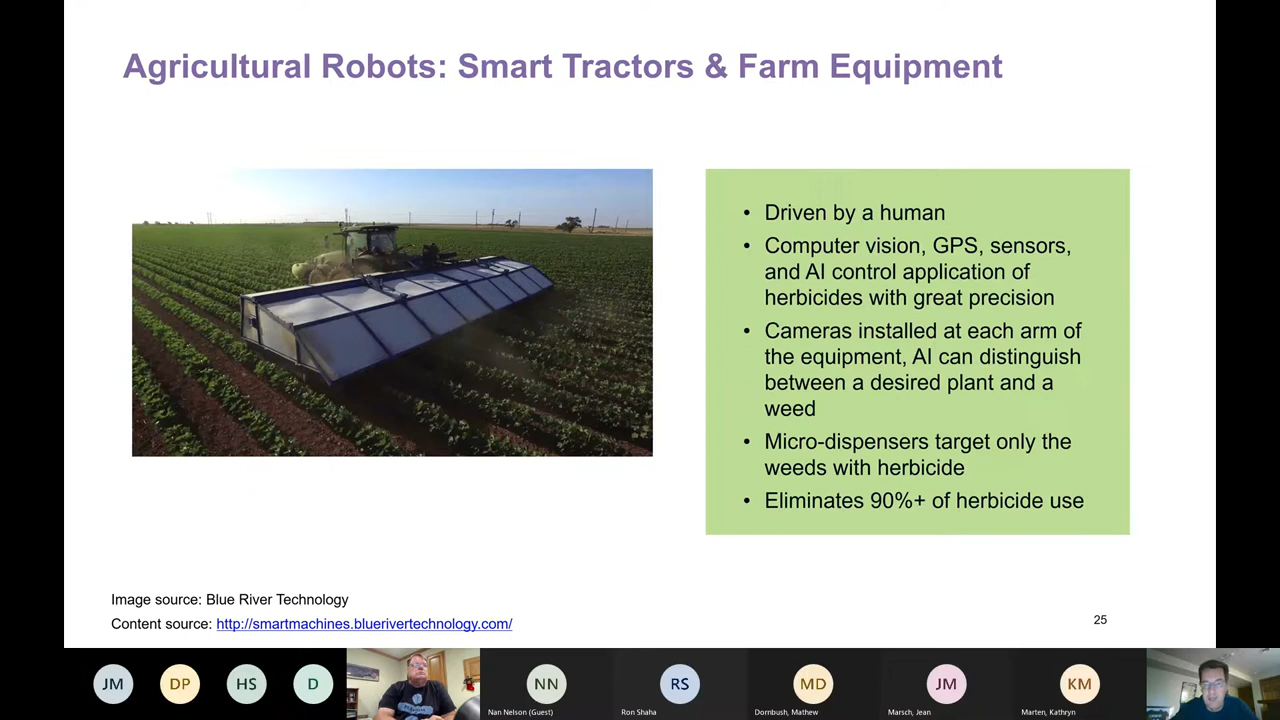 Agricultural Robots: Smart Tractors & Farm Equipment
• Driven by a human
• Computer vision, GPS, sensors,
and AI control application of
herbicides with great precision
• Cameras installed at each arm of
the equipment, AI can distinguish
between a desired plant and a
weed
• Micro-dispensers target only the
weeds with herbicide
• Eliminates 90%+ of herbicide use
Image source: Blue River Technology
Content source: http://smartmachines.bluerivertechnology.com/
25
JM
DP
HS
D
NN
RS
MD
JM
KM
Nan Nelson (Guest)
Ron Shaha
Dornbush, Mathew
Marsch, Jean
Marten, Kathryn